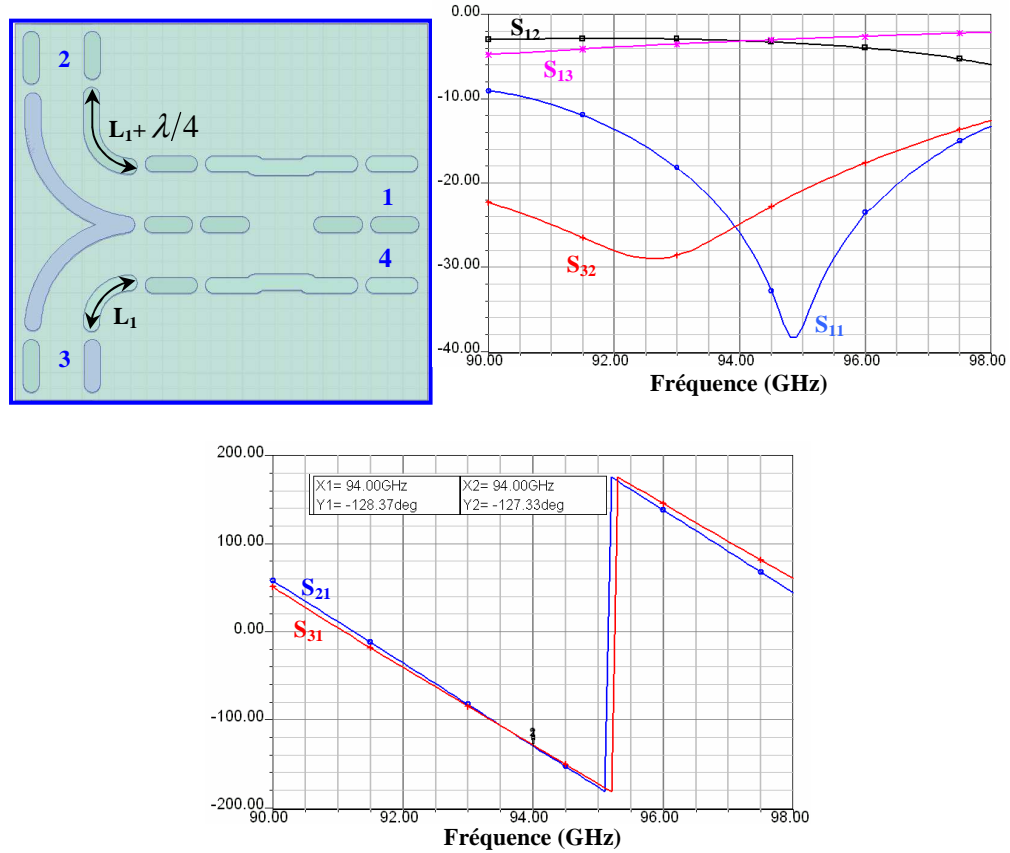 2
L₁+ λ/4
1
4
L₁
3
0.00
-10.00
-20.00
-30.00
-40.00
S₁₂
S₁₃
S₃₂
S₁₁
90.00 92.00 94.00 96.00 98.00
Fréquence (GHz)
200.00
100.00
0.00
-100.00
-200.00
X1= 94.00GHz X2= 94.00GHz
Y1= -128.37deg Y2= -127.33deg
S₂₁
S₃₁
90.00 92.00 94.00 96.00 98.00
Fréquence (GHz)